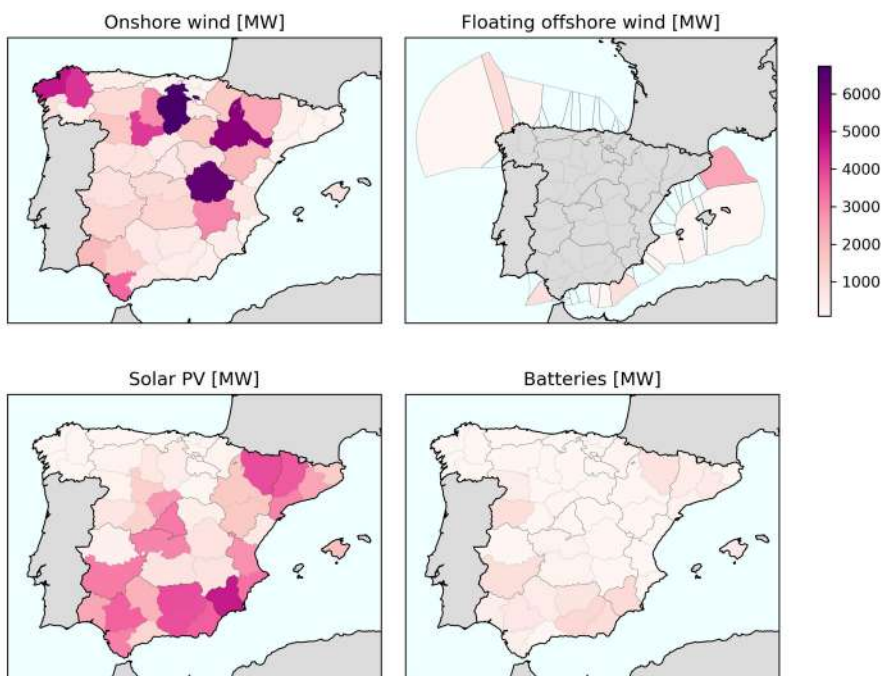 Onshore wind [MW]
Floating offshore wind [MW]
6000
5000
4000
3000
2000
1000
Solar PV [MW]
Batteries [MW]